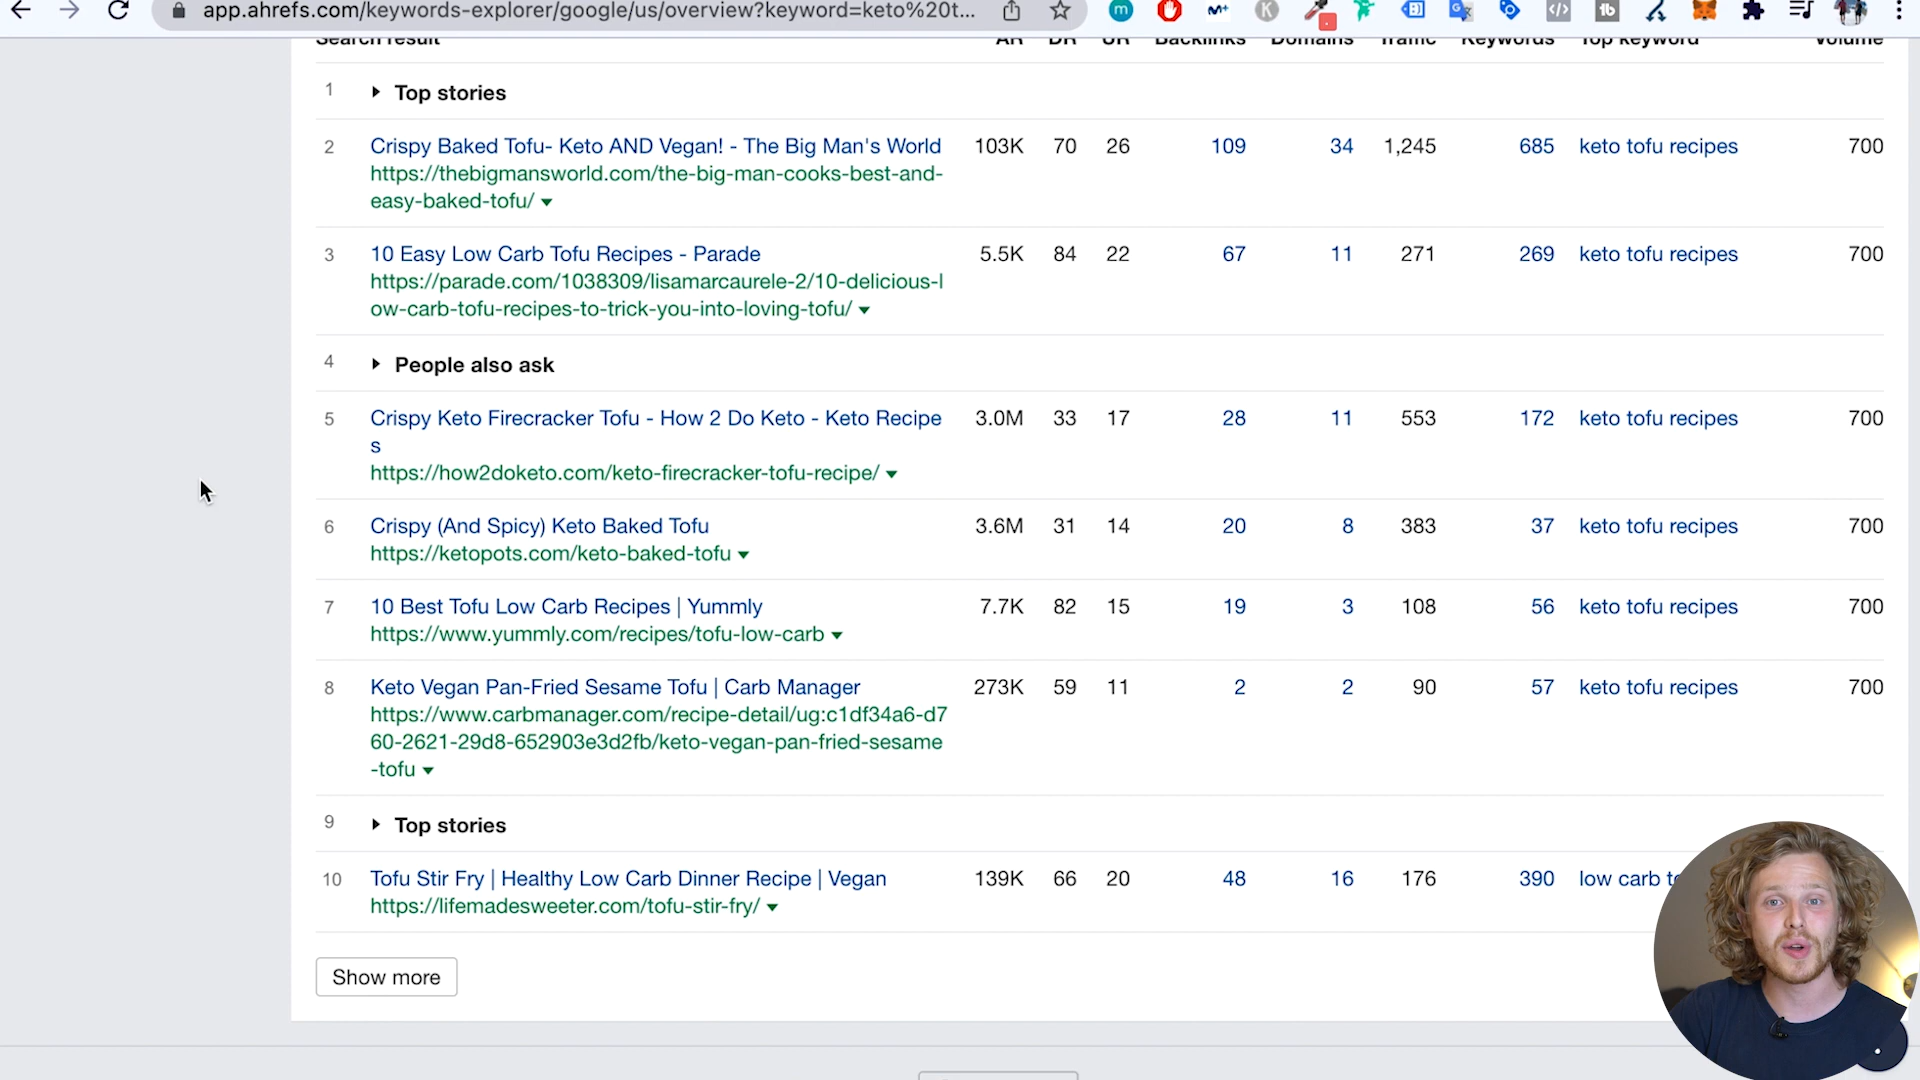 app.ahrefs.com/keywords-explorer/google/us/overview?keyword=keto%20t...
Search result AR DR UR Backlinks Domains Traffic Keywords Top keyword Volume
1 Top stories
2 Crispy Baked Tofu- Keto AND Vegan! - The Big Man's World 103K 70 26 109 34 1,245 685 keto tofu recipes 700
https://thebigmansworld.com/the-big-man-cooks-best-and-
easy-baked-tofu/
3 10 Easy Low Carb Tofu Recipes - Parade 5.5K 84 22 67 11 271 269 keto tofu recipes 700
https://parade.com/1038309/lisamarcaurele-2/10-delicious-l
ow-carb-tofu-recipes-to-trick-you-into-loving-tofu/
4 People also ask
5 Crispy Keto Firecracker Tofu - How 2 Do Keto - Keto Recipe 3.0M 33 17 28 11 553 172 keto tofu recipes 700
s
https://how2doketo.com/keto-firecracker-tofu-recipe/
6 Crispy (And Spicy) Keto Baked Tofu 3.6M 31 14 20 8 383 37 keto tofu recipes 700
https://ketopots.com/keto-baked-tofu
7 10 Best Tofu Low Carb Recipes | Yummly 7.7K 82 15 19 3 108 56 keto tofu recipes 700
https://www.yummly.com/recipes/tofu-low-carb
8 Keto Vegan Pan-Fried Sesame Tofu | Carb Manager 273K 59 11 2 2 90 57 keto tofu recipes 700
https://www.carbmanager.com/recipe-detail/ug:c1df34a6-d7
60-2621-29d8-652903e3d2fb/keto-vegan-pan-fried-sesame
-tofu
9 Top stories
10 Tofu Stir Fry | Healthy Low Carb Dinner Recipe | Vegan 139K 66 20 48 16 176 390 low carb
https://lifemadesweeter.com/tofu-stir-fry/
Show more